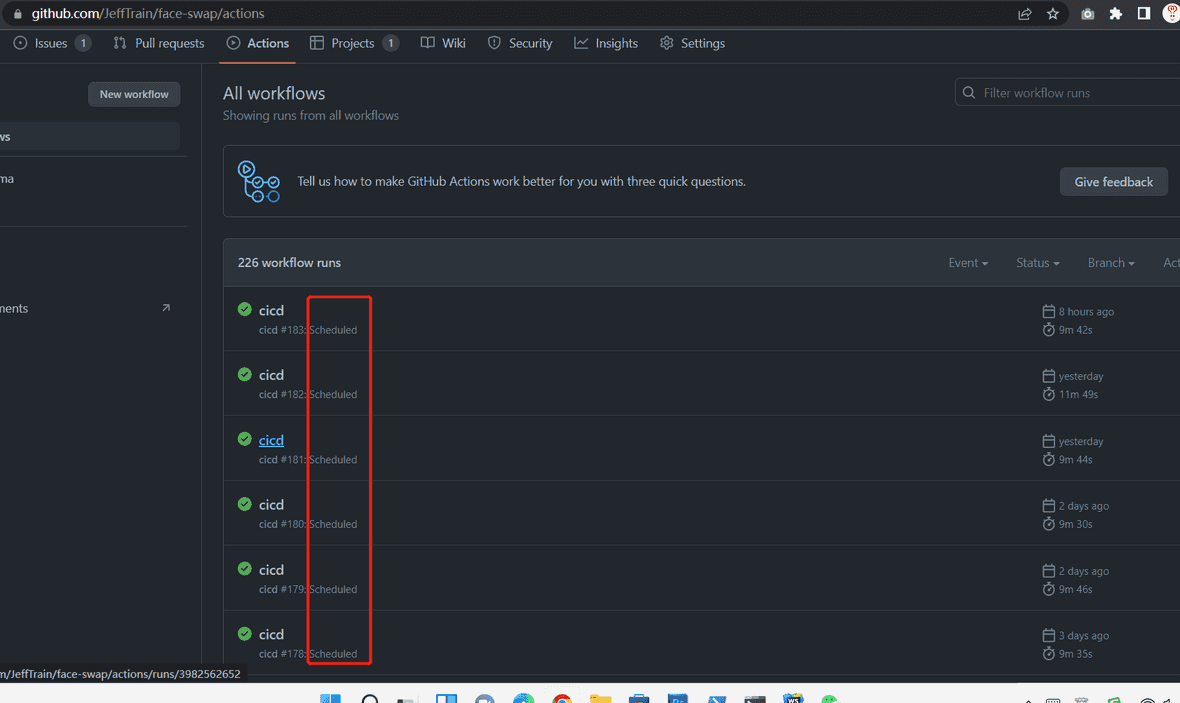 github.com/JeffTrain/face-swap/actions
Issues 1 Pull requests Actions Projects 1 Wiki Security Insights Settings
New workflow
All workflows
Filter workflow runs
Showing runs from all workflows
ws
ma
Tell us how to make GitHub Actions work better for you with three quick questions.
Give feedback
226 workflow runs
Event Status Branch Act
ments
cicd
8 hours ago
cicd #183: Scheduled
9m 42s
cicd
yesterday
cicd #182: Scheduled
11m 49s
cicd
yesterday
cicd #181: Scheduled
9m 44s
cicd
2 days ago
cicd #180: Scheduled
9m 30s
cicd
2 days ago
cicd #179: Scheduled
9m 46s
cicd
3 days ago
cicd #178: Scheduled
9m 35s
m/JeffTrain/face-swap/actions/runs/3982562652
Ps
WS